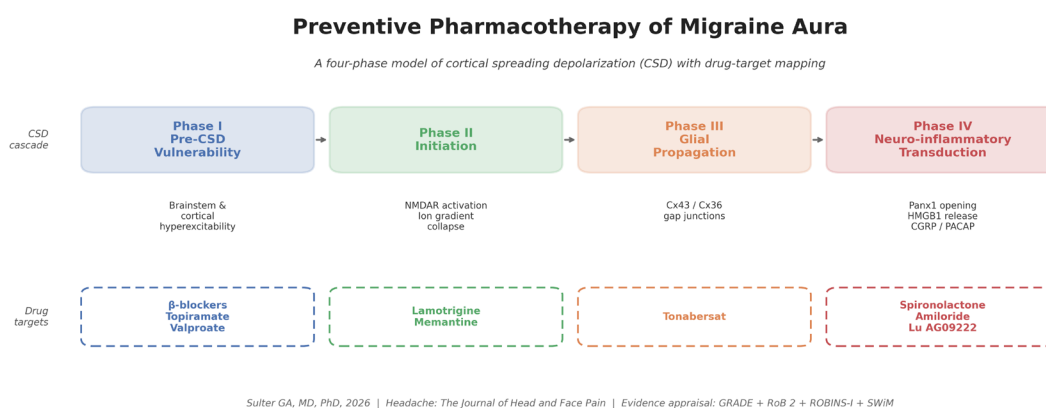 Preventive Pharmacotherapy of Migraine Aura
A four-phase model of cortical spreading depolarization (CSD) with drug-target mapping
CSD
cascade
Phase I
Pre-CSD
Vulnerability
Phase II
Initiation
Phase III
Glial
Propagation
Phase IV
Neuro-inflammatory
Transduction
Brainstem &
cortical
hyperexcitability
NMDAR activation
Ion gradient
collapse
Cx43 / Cx36
gap junctions
Panx1 opening
HMGB1 release
CGRP / PACAP
Drug
targets
β-blockers
Topiramate
Valproate
Lamotrigine
Memantine
Tonabersat
Spironolactone
Amiloride
Lu AG09222
Sulter GA, MD, PhD, 2026 | Headache: The Journal of Head and Face Pain | Evidence appraisal: GRADE + RoB 2 + ROBINS-I + SWiM